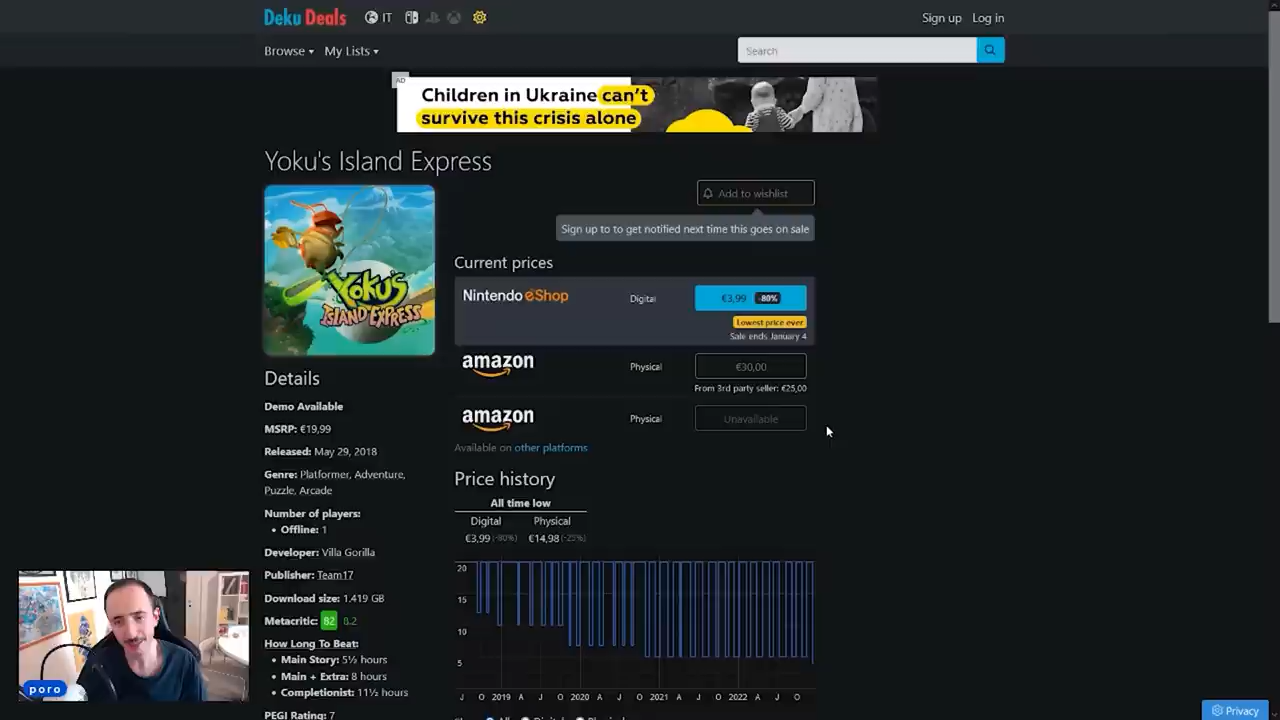 Deku Deals
IT
Sign up
Log in
Browse
My Lists
Search
AD
Children in Ukraine can't
survive this crisis alone
Yoku's Island Express
Add to wishlist
Sign up to to get notified next time this goes on sale
YOKU'S
ISLAND EXPRESS
Current prices
Nintendo eShop
Digital
€3,99 -80%
Lowest price ever
Sale ends January 4
amazon
Physical
€30,00
From 3rd party seller: €25,00
amazon
Physical
Unavailable
Available on other platforms
Details
Demo Available
MSRP: €19,99
Released: May 29, 2018
Genre: Platformer, Adventure,
Puzzle, Arcade
Number of players:
• Offline: 1
Developer: Villa Gorilla
Publisher: Team17
Download size: 1.419 GB
Metacritic: 82 8.2
How Long To Beat:
• Main Story: 5½ hours
• Main + Extra: 8 hours
• Completionist: 11½ hours
PEGI Rating: 7
Price history
All time low
Digital Physical
€3,99 (-80%) €14,98 (-25%)
20
15
10
5
J O 2019 A J O 2020 A J O 2021 A J O 2022 A J O
poro
Privacy